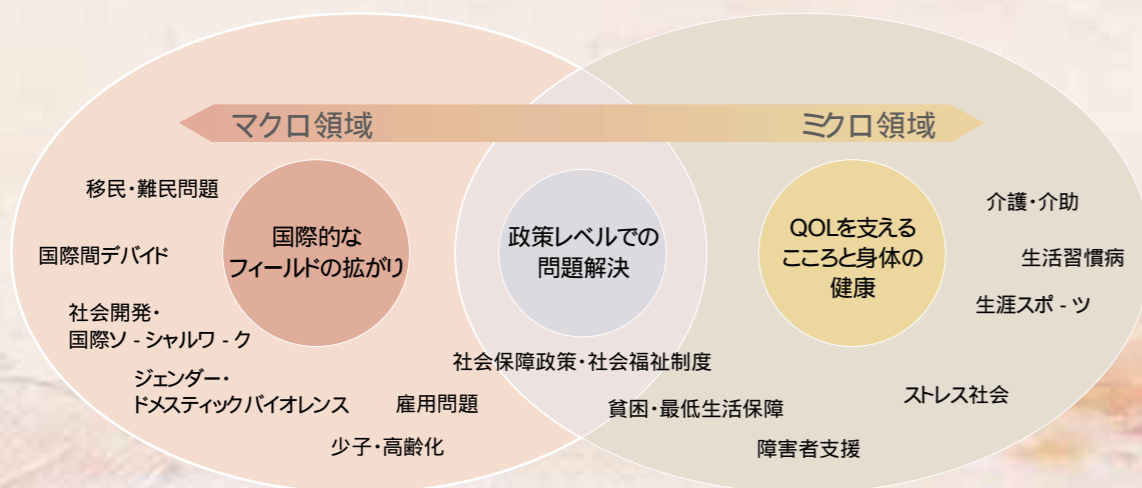 マクロ領域
ミクロ領域
移民・難民問題
国際間デバイド
社会開発・
国際ソ - シャルワ - ク
ジェンダー・
ドメスティックバイオレンス
雇用問題
少子・高齢化
国際的な
フィールドの拡がり
政策レベルでの
問題解決
社会保障政策・社会福祉制度
貧困・最低生活保障
QOLを支える
こころと身体の
健康
介護・介助
生活習慣病
生涯スポ - ツ
ストレス社会
障害者支援